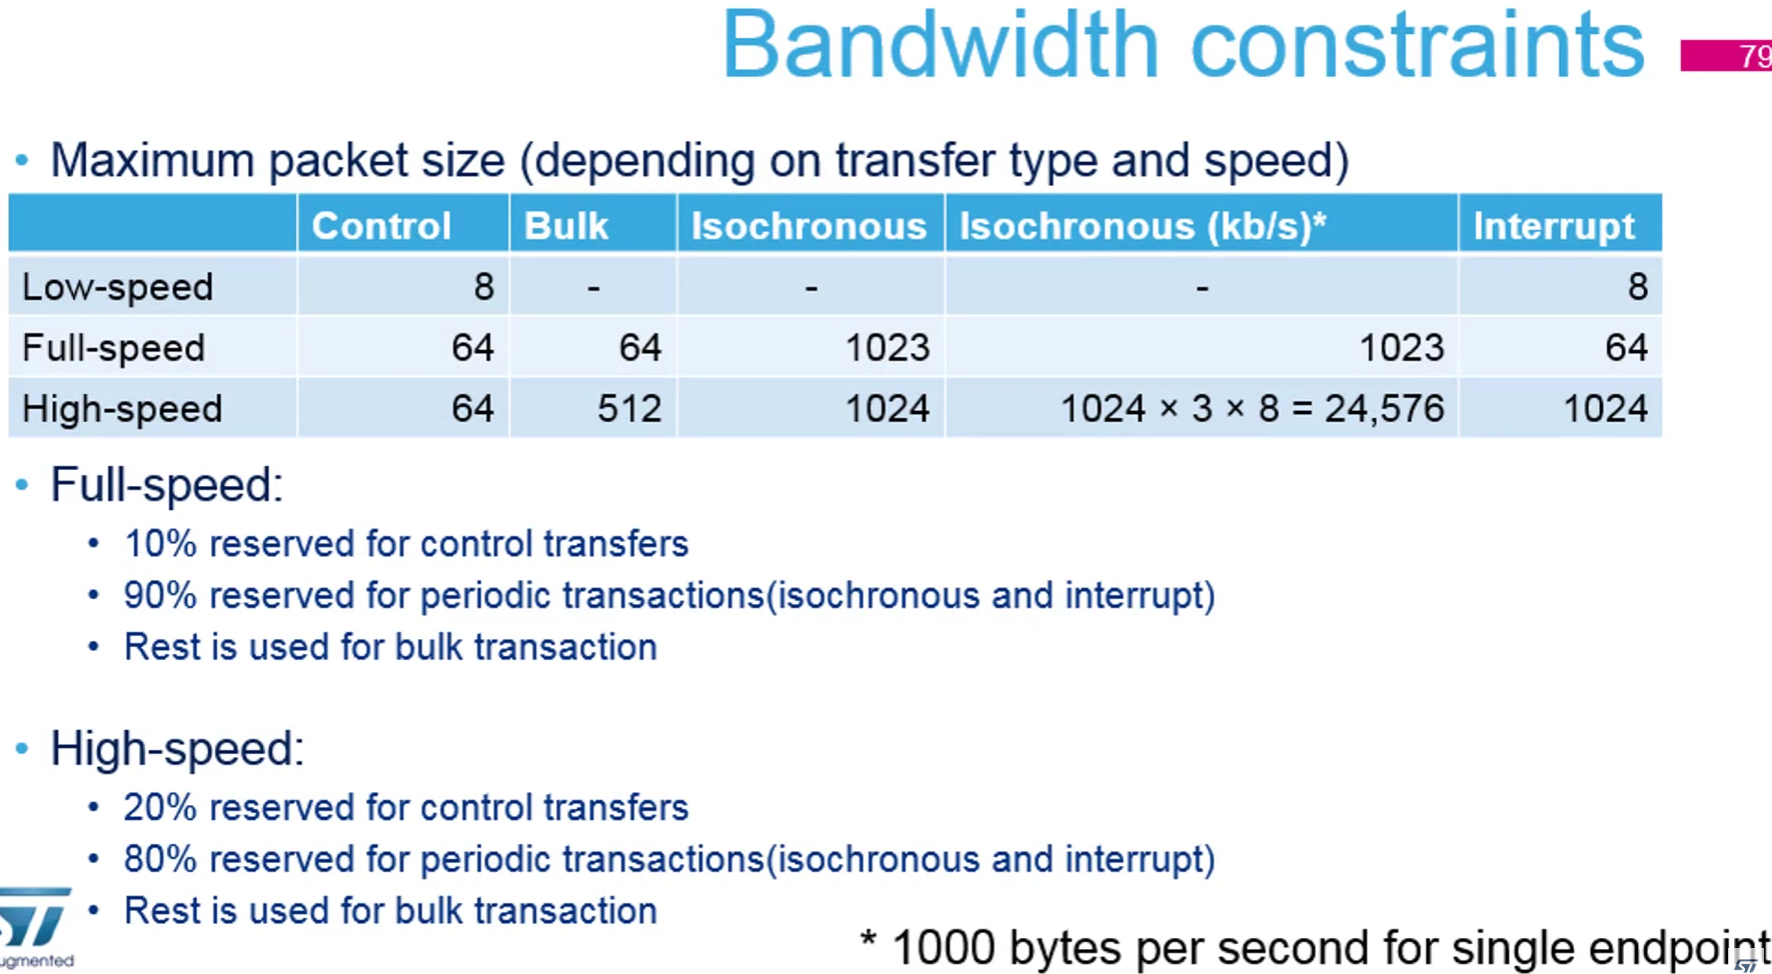 Bandwidth constraints
79
• Maximum packet size (depending on transfer type and speed)
Control Bulk Isochronous Isochronous (kb/s)* Interrupt
Low-speed 8 - - - 8
Full-speed 64 64 1023 1023 64
High-speed 64 512 1024 1024 × 3 × 8 = 24,576 1024
• Full-speed:
• 10% reserved for control transfers
• 90% reserved for periodic transactions(isochronous and interrupt)
• Rest is used for bulk transaction
• High-speed:
• 20% reserved for control transfers
• 80% reserved for periodic transactions(isochronous and interrupt)
• Rest is used for bulk transaction
ST
ugmented
* 1000 bytes per second for single endpoint
ST